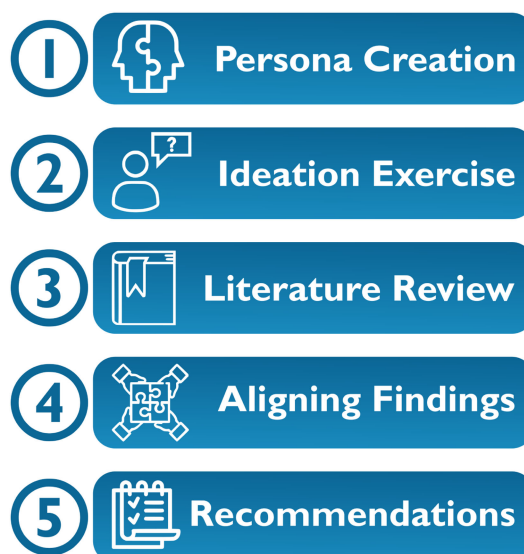 1 Persona Creation
?
2 Ideation Exercise
3 Literature Review
4 Aligning Findings
5 Recommendations